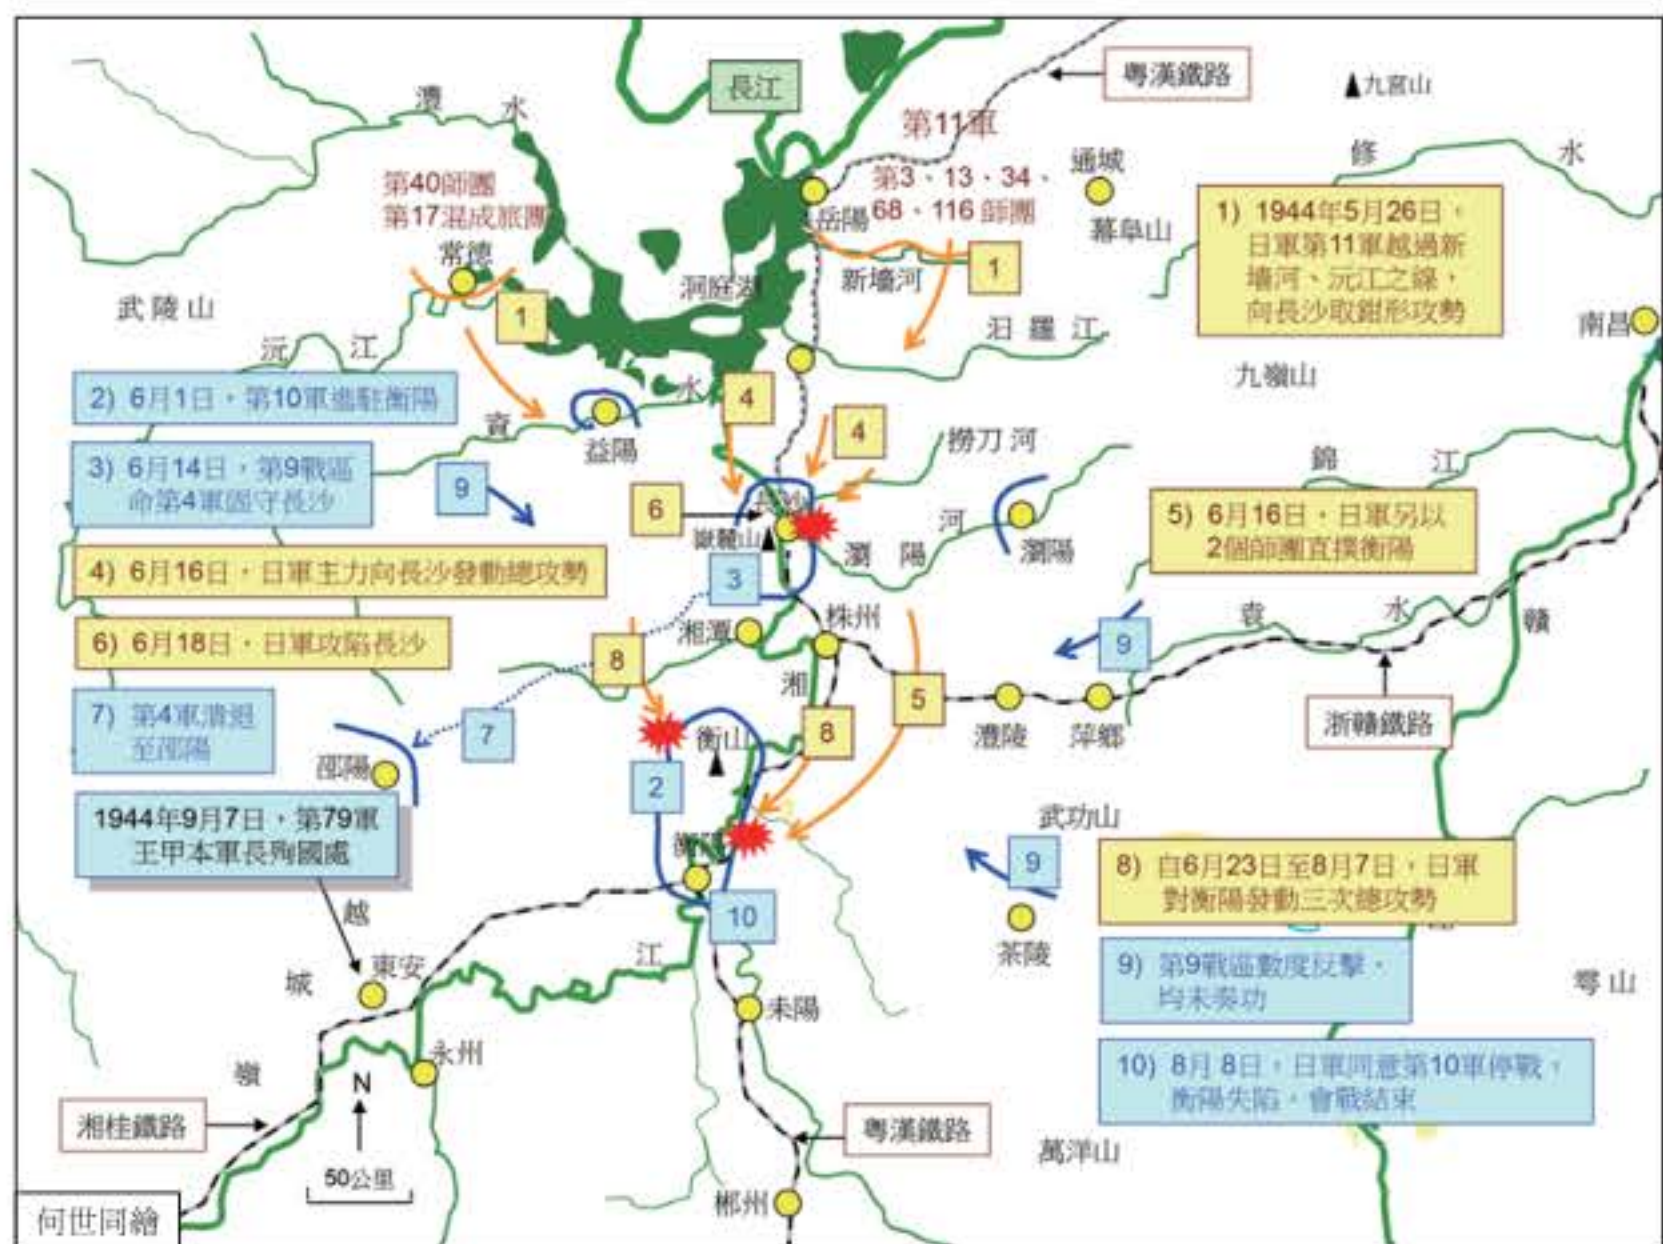 長江
粵漢鐵路
九宮山
澧 水
第11軍
第40師團
第17混成旅團
第3、13、34、
68、116 師團
通城
修 水
岳陽
幕阜山
常德
洞庭湖
新墻河
1
1
武陵山
沅 江
汨羅江
南昌
九嶺山
1) 1944年5月26日，
日軍第11軍越過新
墻河、沅江之線，
向長沙取鉗形攻勢
2) 6月1日，第10軍進駐衡陽
資 水
益陽
4
4
撈刀河
錦 江
3) 6月14日，第9戰區
命第4軍固守長沙
9
6
長沙
嶽麓山
瀏 陽 河
瀏陽
5) 6月16日，日軍另以
2個師團直撲衡陽
4) 6月16日，日軍主力向長沙發動總攻勢
3
株州
湘潭
袁 水
贛
6) 6月18日，日軍攻陷長沙
8
9
湘
5
7) 第4軍潰退
至邵陽
7
衡山
8
澧陵
萍鄉
浙贛鐵路
邵陽
2
1944年9月7日，第79軍
王甲本軍長殉國處
衡陽
武功山
9
8) 自6月23日至8月7日，日軍
對衡陽發動三次總攻勢
越
10
茶陵
江
城
東安
9) 第9戰區數度反擊，
均未奏功
雩山
耒陽
永州
嶺
N
10) 8月8日，日軍同意第10軍停戰，
衡陽失陷，會戰結束
湘桂鐵路
粵漢鐵路
萬洋山
50公里
郴州
何世同繪